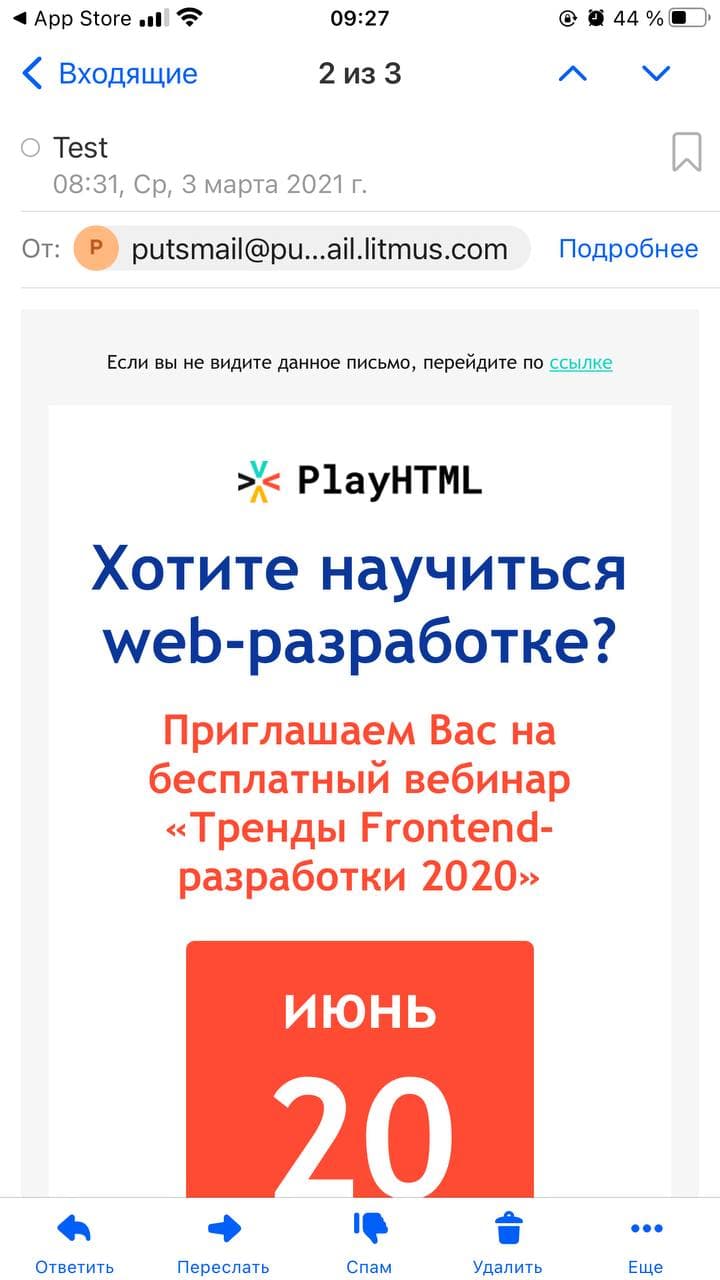 App Store 09:27 44 %
Входящие 2 из 3
Test
08:31, Ср, 3 марта 2021 г.
От: P putsmail@pu...ail.litmus.com Подробнее
Если вы не видите данное письмо, перейдите по ссылке
PlayHTML
Хотите научиться
web-разработке?
Приглашаем Вас на
бесплатный вебинар
«Тренды Frontend-
разработки 2020»
ИЮНЬ
20
Ответить Переслать Спам Удалить Еще